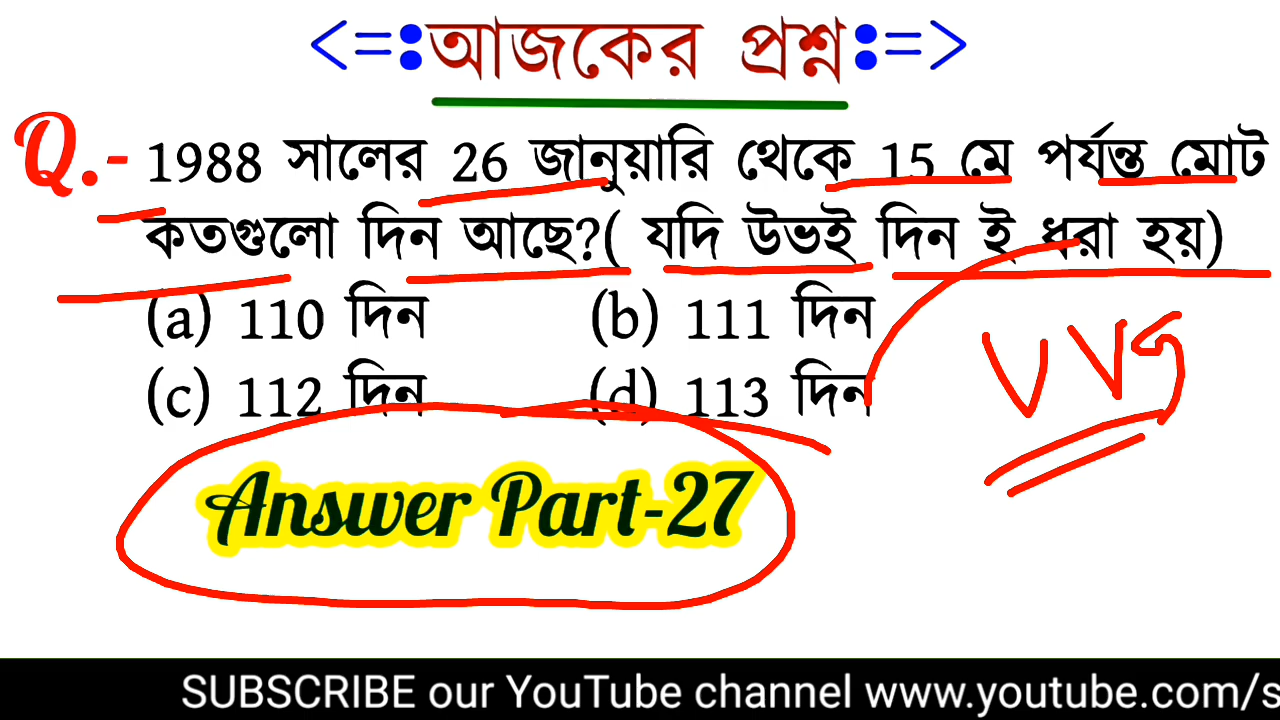 <=:আজকের প্রশ্ন:=>
Q.- 1988 সালের 26 জানুয়ারি থেকে 15 মে পর্যন্ত মোট
কতগুলো দিন আছে?( যদি উভই দিন ই ধরা হয়)
(a) 110 দিন (b) 111 দিন
(c) 112 দিন (d) 113 দিন
Answer Part-27
SUBSCRIBE our YouTube channel www.youtube.com/s